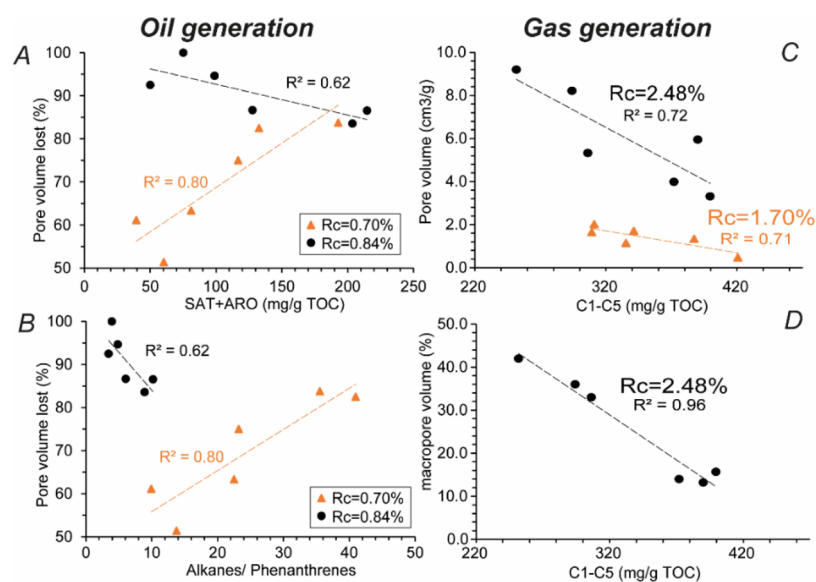 Oil generation
Gas generation
A
100
90
80
70
60
50
Pore volume lost (%)
R² = 0.62
R² = 0.80
Rc=0.70%
Rc=0.84%
0 50 100 150 200 250
SAT+ARO (mg/g TOC)
C
10.0
8.0
6.0
4.0
2.0
0.0
Pore volume (cm3/g)
Rc=2.48%
R² = 0.72
Rc=1.70%
R² = 0.71
220 320 420
C1-C5 (mg/g TOC)
B
100
90
80
70
60
50
Pore volume lost (%)
R² = 0.62
R² = 0.80
Rc=0.70%
Rc=0.84%
0 10 20 30 40 50
Alkanes/ Phenanthrenes
D
50.0
40.0
30.0
20.0
10.0
0.0
macropore volume (%)
Rc=2.48%
R² = 0.96
220 320 420
C1-C5 (mg/g TOC)